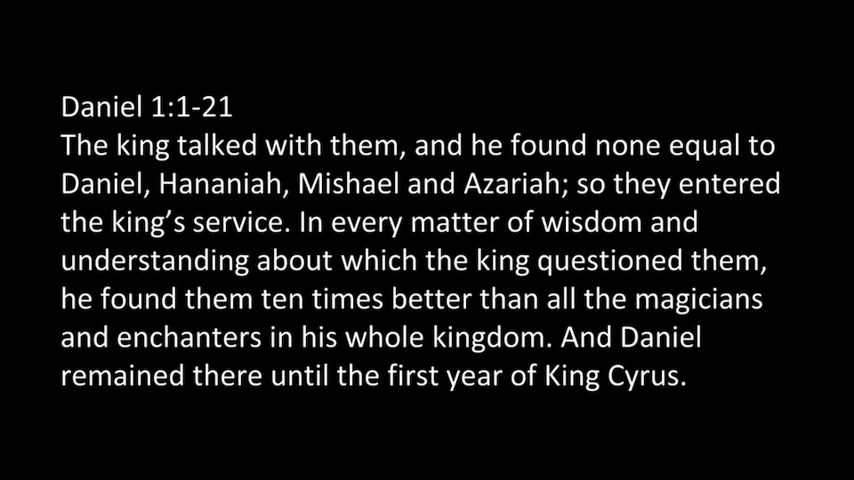 Daniel 1:1-21
The king talked with them, and he found none equal to
Daniel, Hananiah, Mishael and Azariah; so they entered
the king’s service. In every matter of wisdom and
understanding about which the king questioned them,
he found them ten times better than all the magicians
and enchanters in his whole kingdom. And Daniel
remained there until the first year of King Cyrus.